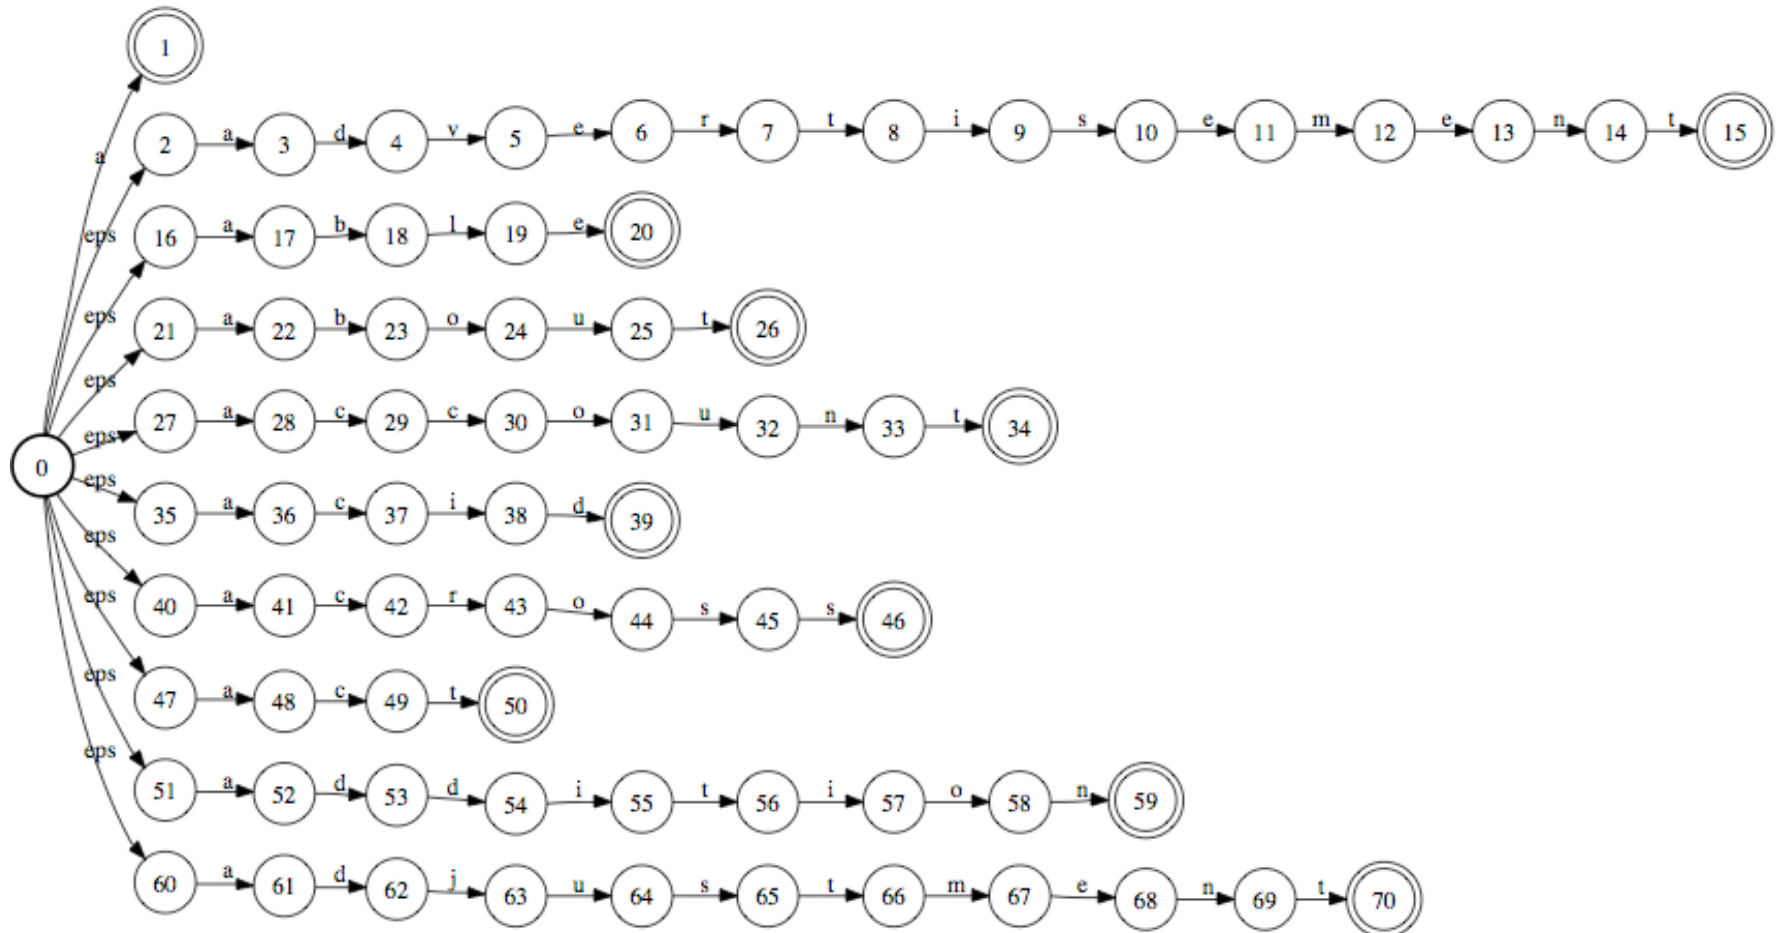 1
a
2 a 3 d 4 v 5 e 6 r 7 t 8 i 9 s 10 e 11 m 12 e 13 n 14 t 15
eps
16 a 17 b 18 l 19 e 20
eps
21 a 22 b 23 o 24 u 25 t 26
eps
27 a 28 c 29 c 30 o 31 u 32 n 33 t 34
eps
0
eps
35 a 36 c 37 i 38 d 39
eps
40 a 41 c 42 r 43 o 44 s 45 s 46
eps
47 a 48 c 49 t 50
eps
51 a 52 d 53 d 54 i 55 t 56 i 57 o 58 n 59
eps
60 a 61 d 62 j 63 u 64 s 65 t 66 m 67 e 68 n 69 t 70